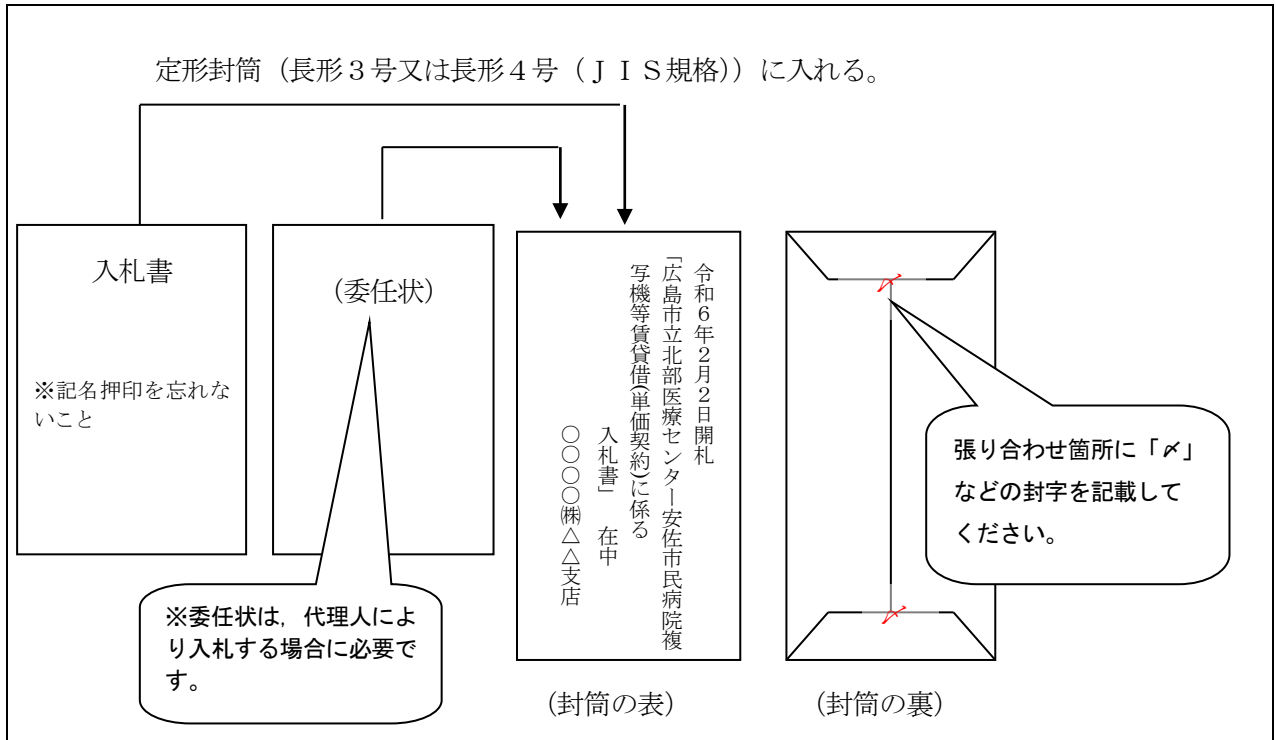 定形封筒（長形３号又は長形４号（ＪＩＳ規格））に入れる。
入札書
※記名押印を忘れな
いこと
（委任状）
※委任状は，代理人によ
り入札する場合に必要で
す。
令和６年２月２日開札
「広島市立北部医療センター安佐市民病院複
写機等賃貸借(単価契約)に係る
入札書」　在中
○○○○○㈱△△支店
（封筒の表）
〆
〆
張り合わせ箇所に「〆」
などの封字を記載して
ください。
（封筒の裏）